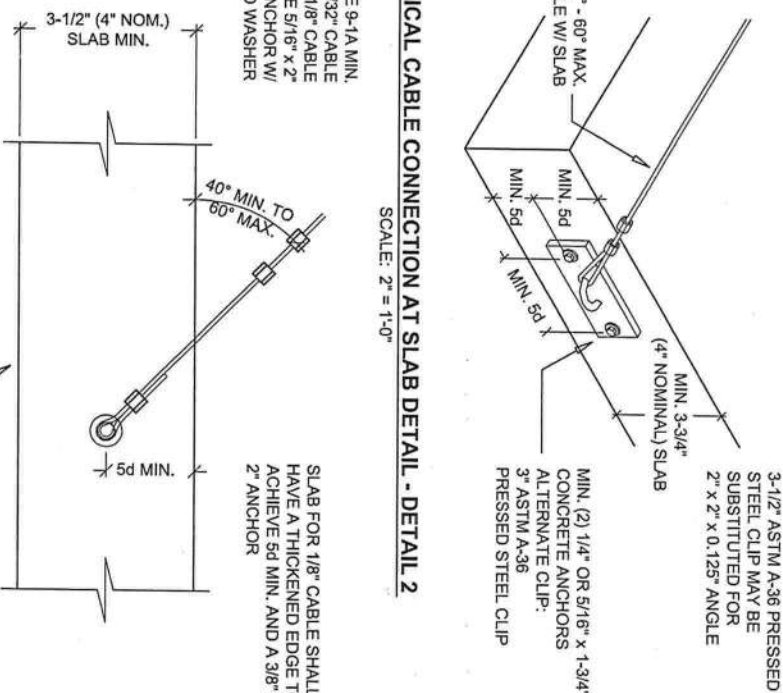 3-1/2" ASTM A-36 PRESSED
STEEL CLIP MAY BE
SUBSTITUTED FOR
2" x 2" x 0.125" ANGLE
- 60° MAX.
LE W/ SLAB
MIN. 5d
MIN. 5d
MIN. 5d
MIN. 3-3/4"
(4" NOMINAL) SLAB
MIN. (2) 1/4" OR 5/16" x 1-3/4"
CONCRETE ANCHORS
ALTERNATE CLIP:
3" ASTM A-36
PRESSED STEEL CLIP
ICAL CABLE CONNECTION AT SLAB DETAIL - DETAIL 2
SCALE: 2" = 1'-0"
E 9-1A MIN.
/32" CABLE
1/8" CABLE
E 5/16" x 2"
NCHOR W/
D WASHER
3-1/2" (4" NOM.)
SLAB MIN.
40° MIN. TO
60° MAX.
5d MIN.
SLAB FOR 1/8" CABLE SHALL
HAVE A THICKENED EDGE T
ACHIEVE 5d MIN. AND A 3/8"
2" ANCHOR